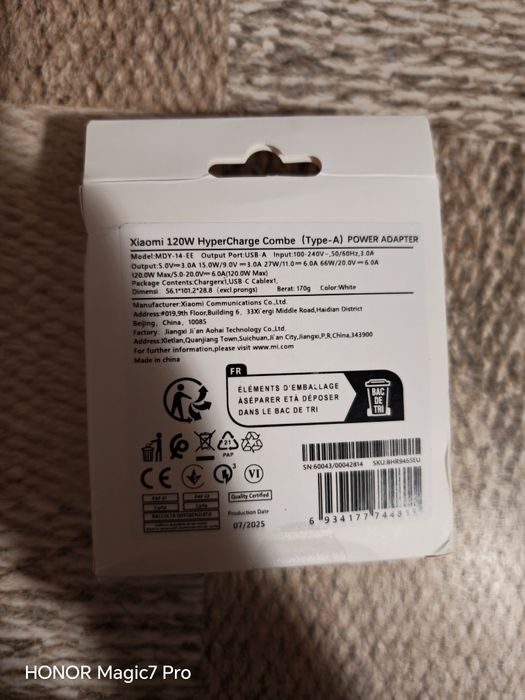 Xiaomi 120W HyperCharge Combe (Type-A) POWER ADAPTER
Model:MDY-14-EE Output Port:USB-A Input:100-240V~,50/60Hz,3.0A
Output:5.0V⎓3.0A 15.0W/9.0V⎓3.0A 27W/11.0⎓6.0A 66W/20.0V⎓6.0A
120.0W Max/5.0-20.0V⎓6.0A(120.0W Max)
Package Contents:Chargerx1,USB-C Cablex1,
Dimensi: 56.1*101.2*28.8 (excl.prongs) Berat: 170g Color:White
Manufacturer:Xiaomi Communications Co.,Ltd.
Address:#019,9th Floor,Building 6, 33Xi'ergi Middle Road,Haidian District
Beijing, China, 10085
Factory: Jiangxi Ji'an Aohai Technology Co.,Ltd.
Address:Xletlan,Quanjiang Town,Suichuan,Ji'an City,Jiangxi,P,R,China,343900
For further information,please visit www.mi.com
Made in china
FR
ÉLÉMENTS D'EMBALLAGE
ÀSÉPARER ETÀ DÉPOSER
DANS LE BAC DE TRI
BAC
DE
TRI
21
PAP
CE
3
VI
SN:60043/00042814 SKU:BHR9465EU
Carta Carta
Quality Certified
Production Date
07/2025
6 934177 744815
HONOR Magic7 Pro